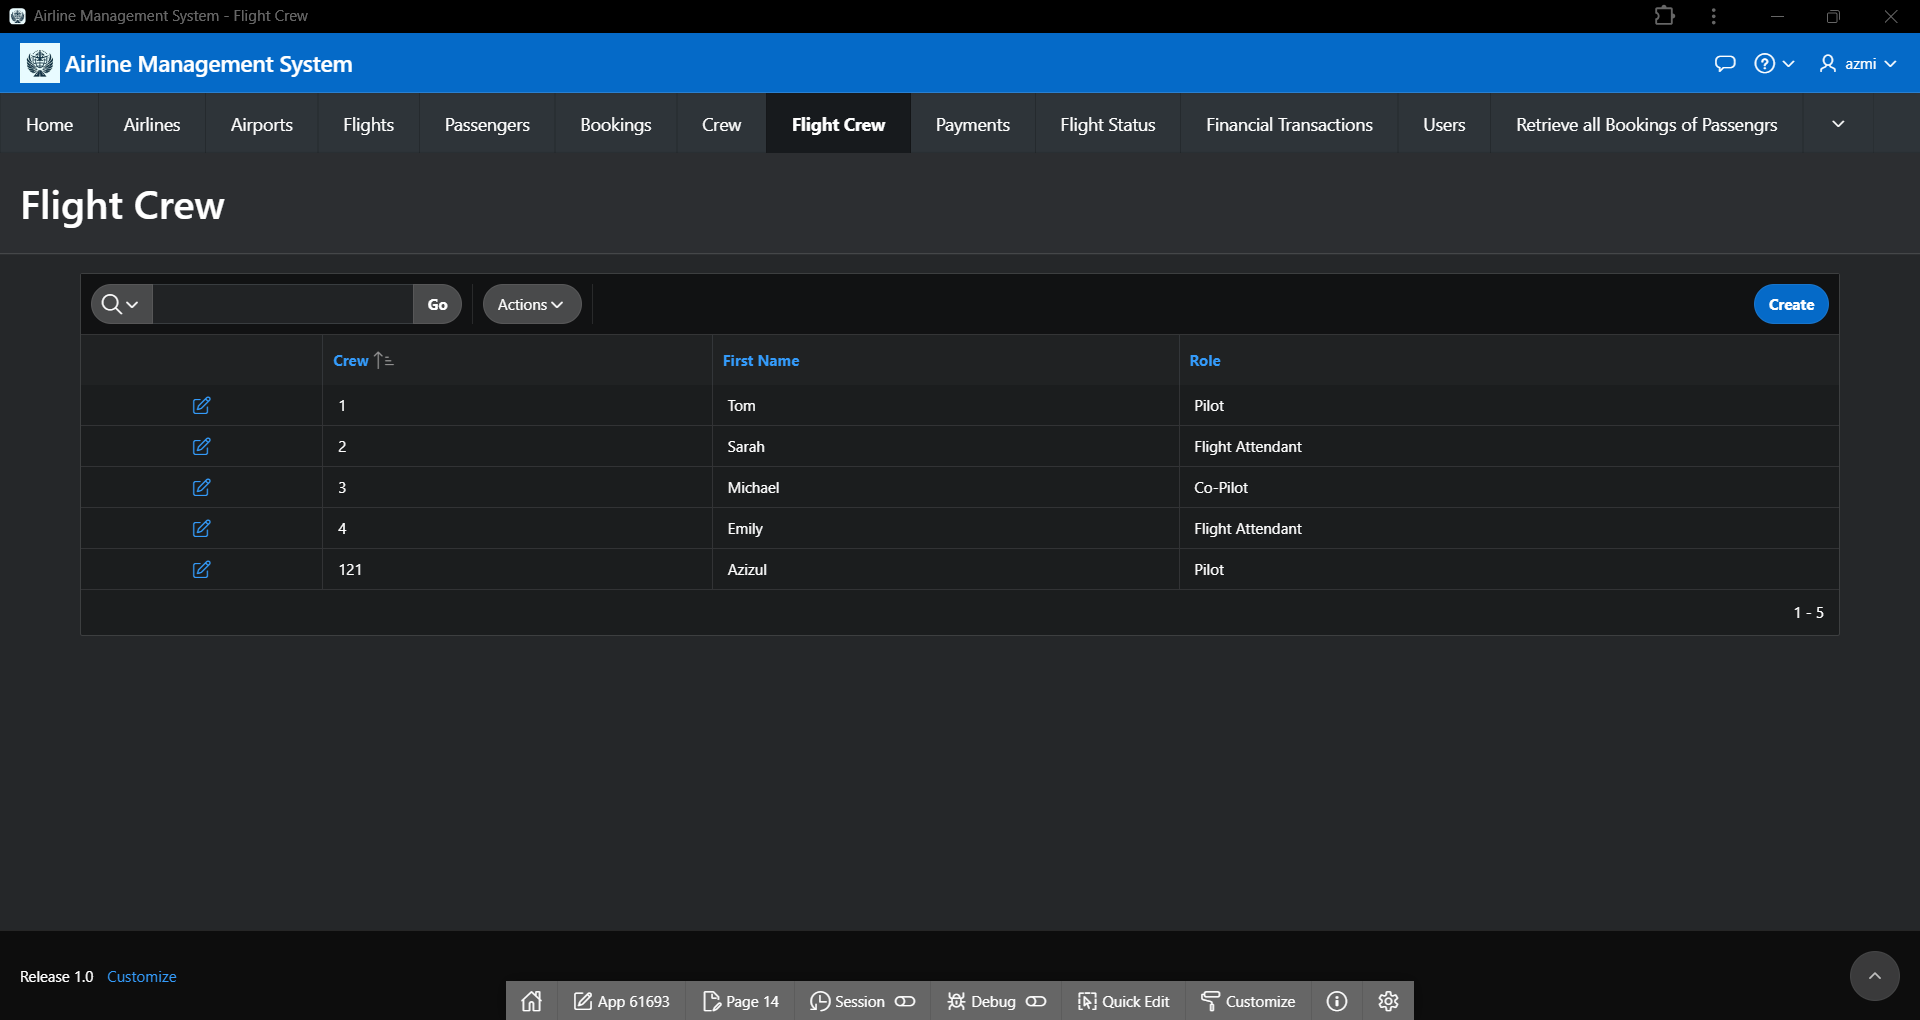 Airline Management System - Flight Crew
Airline Management System
azmi
Home Airlines Airports Flights Passengers Bookings Crew Flight Crew Payments Flight Status Financial Transactions Users Retrieve all Bookings of Passengrs
Flight Crew
Go Actions Create
Crew First Name Role
1 Tom Pilot
2 Sarah Flight Attendant
3 Michael Co-Pilot
4 Emily Flight Attendant
121 Azizul Pilot
1 - 5
Release 1.0 Customize
App 61693 Page 14 Session Debug Quick Edit Customize